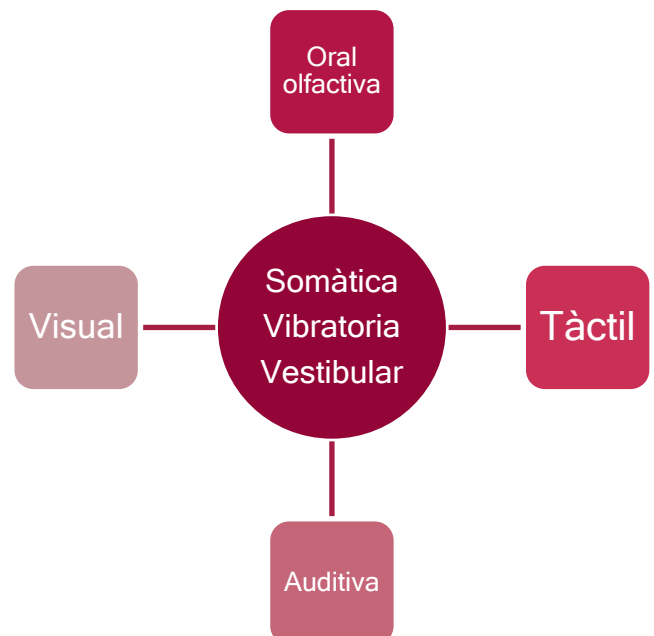 Oral
olfactiva
Somàtica
Vibratoria
Vestibular
Visual
Tàctil
Auditiva